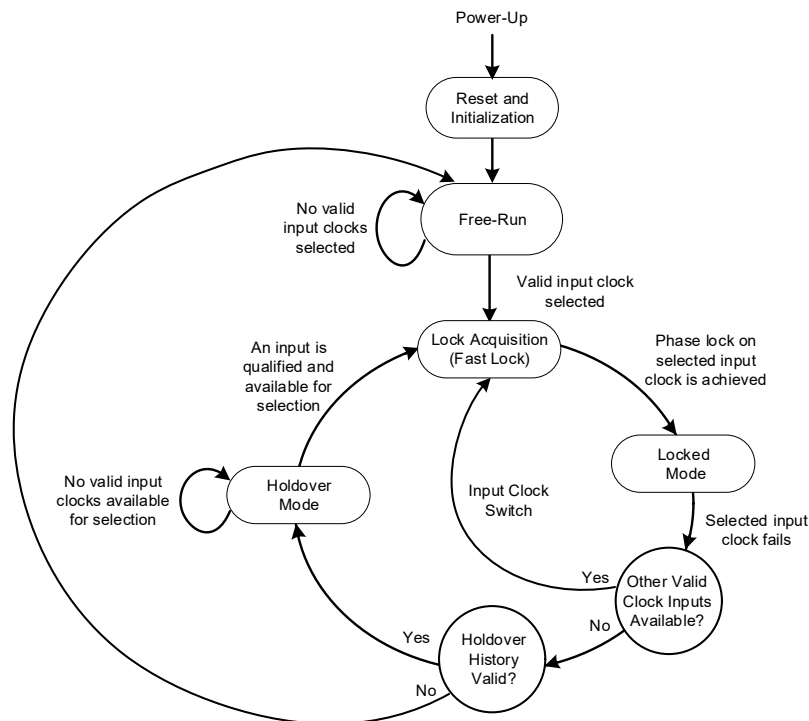 Power-Up
Reset and
Initialization
No valid
input clocks
selected
Free-Run
Valid input clock
selected
An input is
qualified and
available for
selection
Lock Acquisition
(Fast Lock)
Phase lock on
selected input
clock is achieved
No valid input
clocks available
for selection
Holdover
Mode
Input Clock
Switch
Locked
Mode
Selected input
clock fails
Yes
Other Valid
Clock Inputs
Available?
No
Yes
Holdover
History
Valid?
No